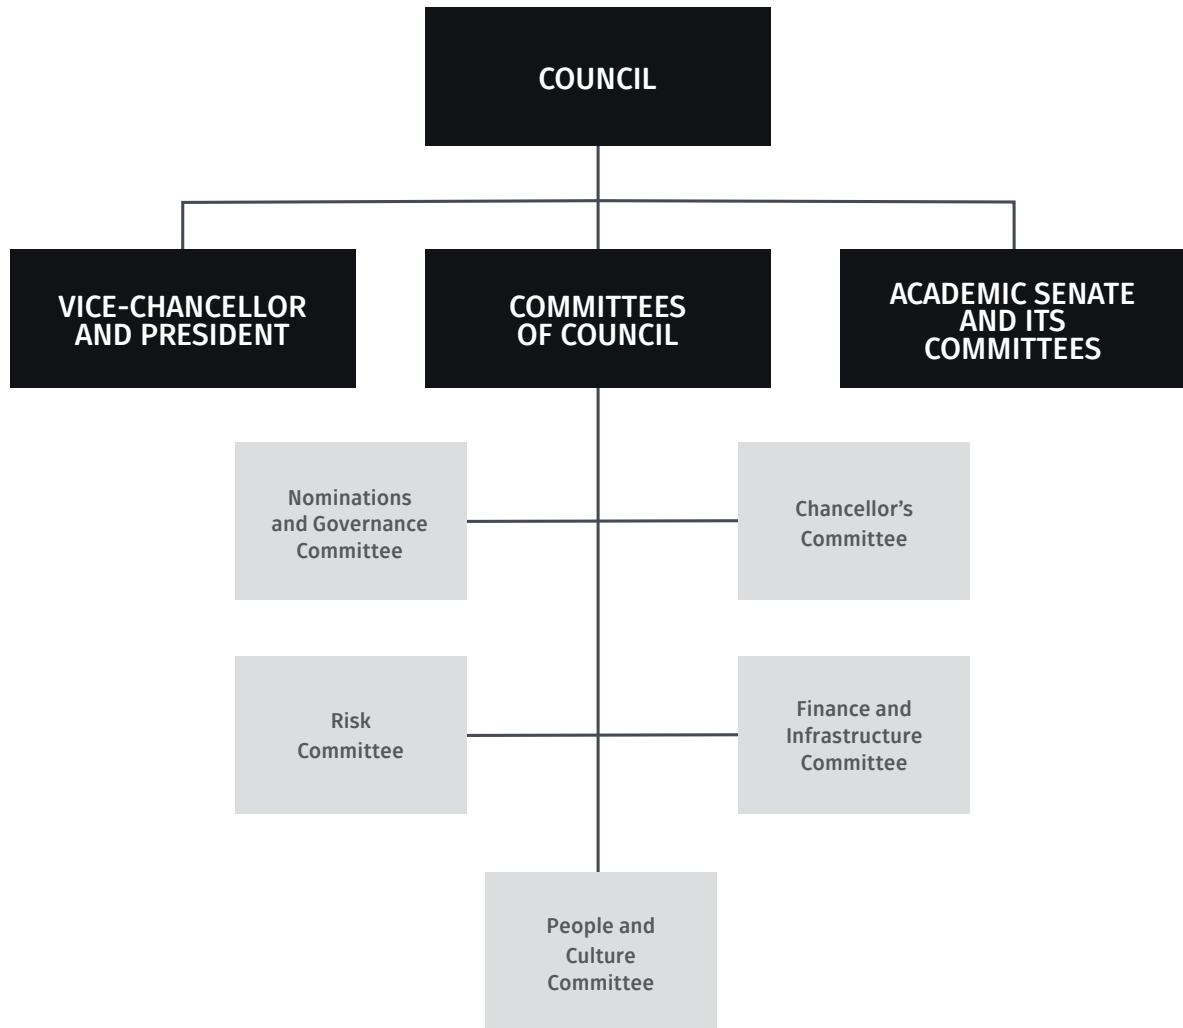 COUNCIL
VICE-CHANCELLOR
AND PRESIDENT
COMMITTEES
OF COUNCIL
ACADEMIC SENATE
AND ITS
COMMITTEES
Nominations
and Governance
Committee
Chancellor’s
Committee
Risk
Committee
Finance and
Infrastructure
Committee
People and
Culture
Committee